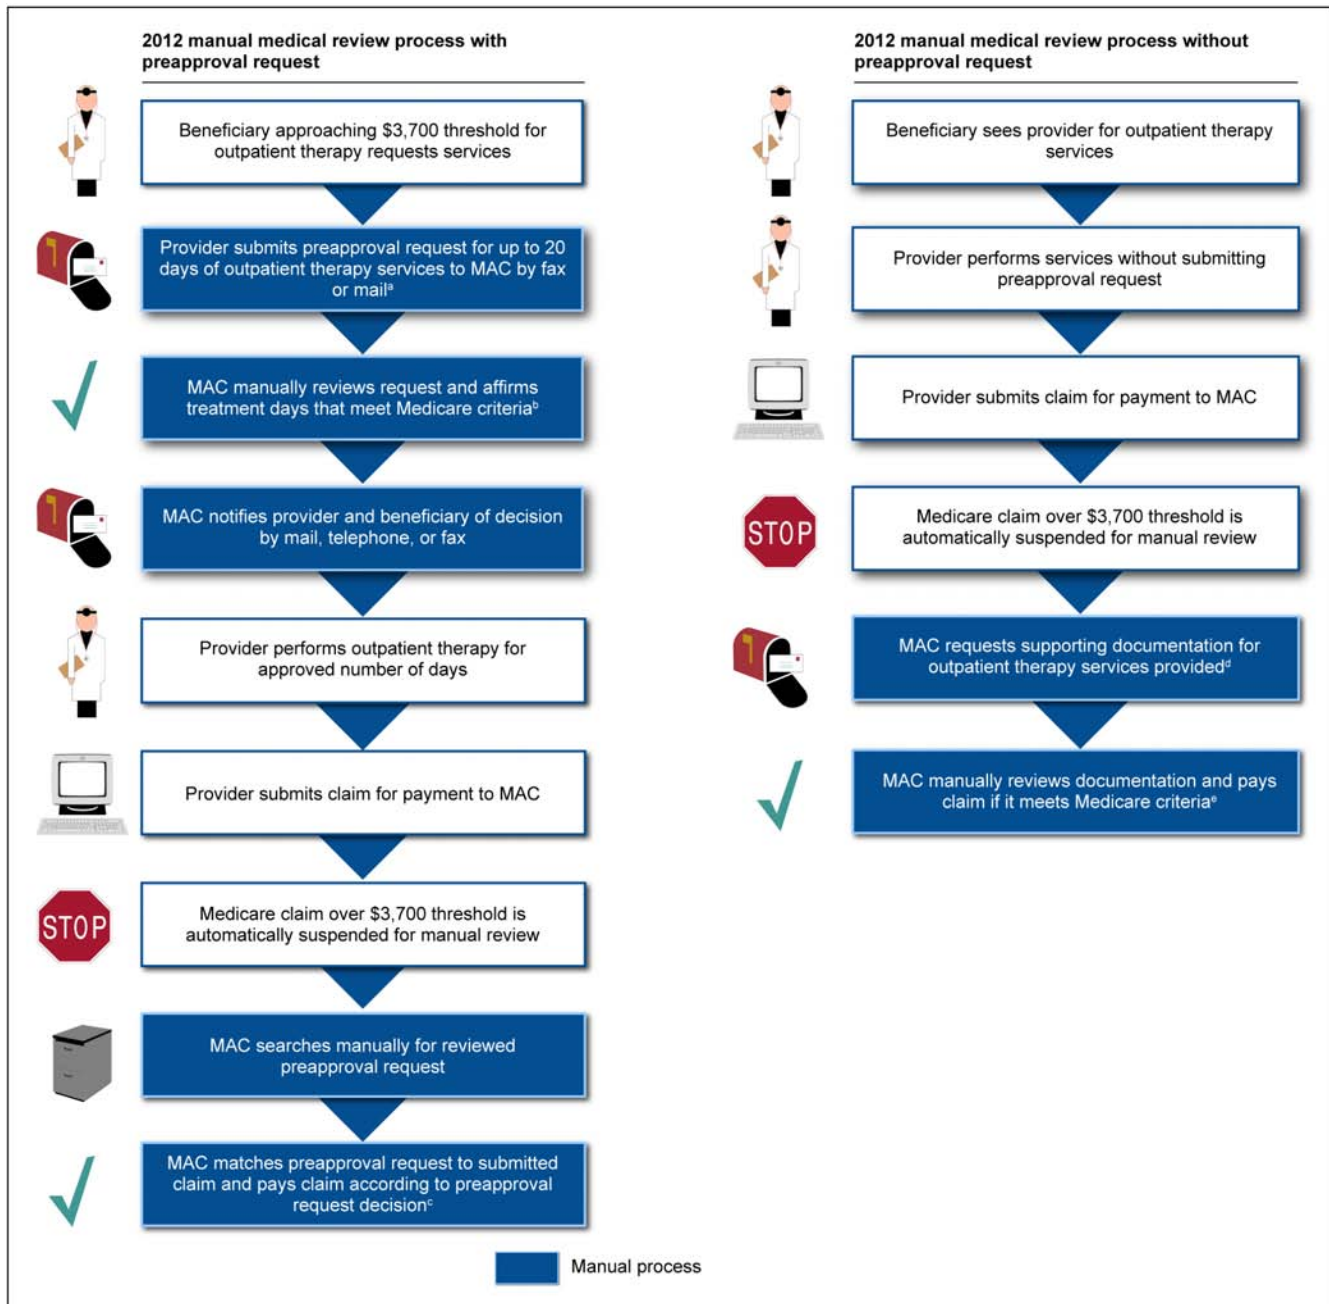 2012 manual medical review process with
preapproval request
Beneficiary approaching $3,700 threshold for
outpatient therapy requests services
Provider submits preapproval request for up to 20
days of outpatient therapy services to MAC by fax
or mailᵃ
MAC manually reviews request and affirms
treatment days that meet Medicare criteriaᵇ
MAC notifies provider and beneficiary of decision
by mail, telephone, or fax
Provider performs outpatient therapy for
approved number of days
Provider submits claim for payment to MAC
STOP
Medicare claim over $3,700 threshold is
automatically suspended for manual review
MAC searches manually for reviewed
preapproval request
MAC matches preapproval request to submitted
claim and pays claim according to preapproval
request decisionᶜ
2012 manual medical review process without
preapproval request
Beneficiary sees provider for outpatient therapy
services
Provider performs services without submitting
preapproval request
Provider submits claim for payment to MAC
STOP
Medicare claim over $3,700 threshold is
automatically suspended for manual review
MAC requests supporting documentation for
outpatient therapy services providedᵈ
MAC manually reviews documentation and pays
claim if it meets Medicare criteriaᵉ
Manual process